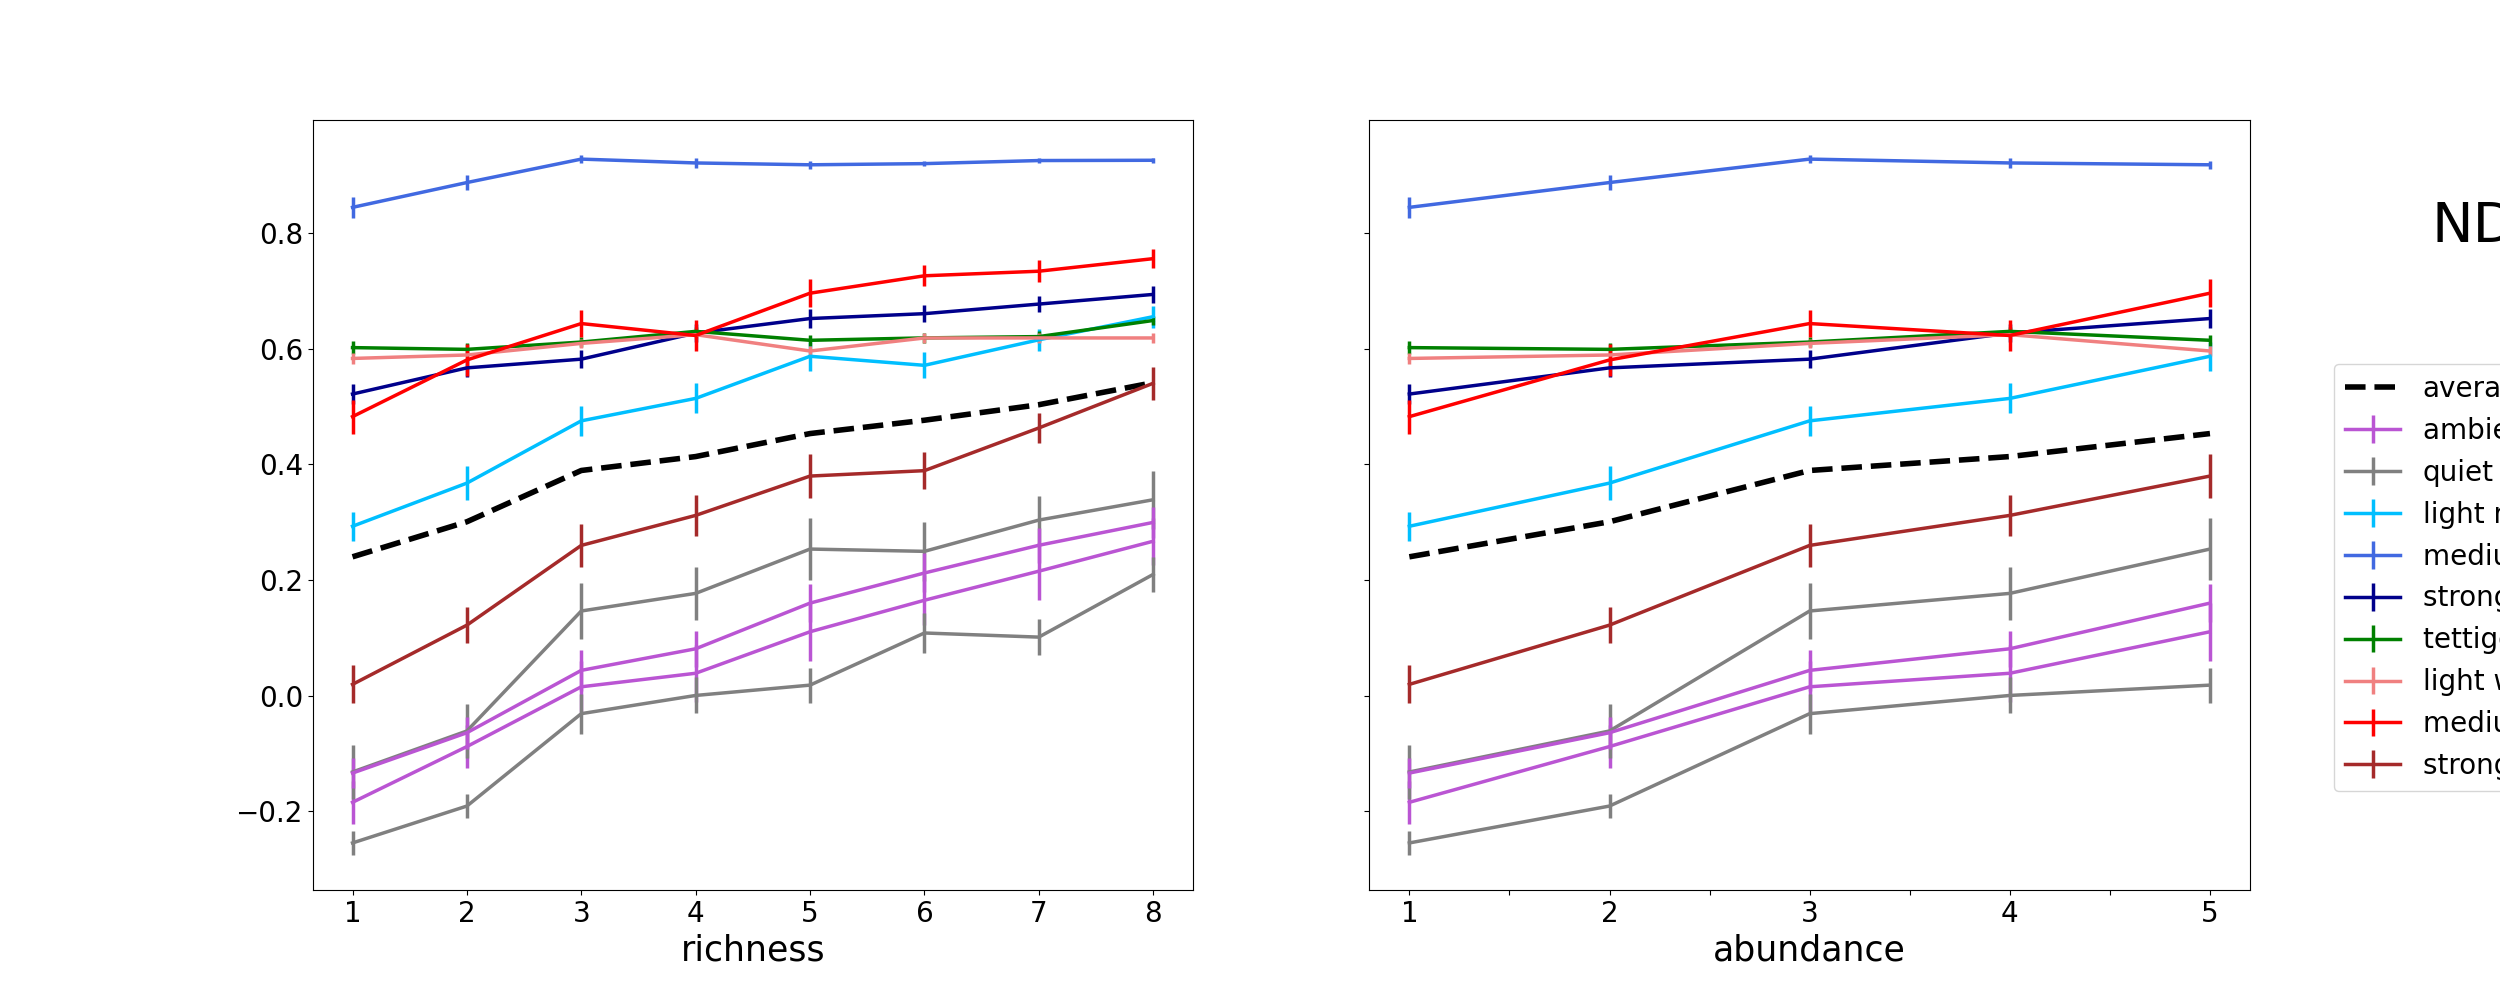 0.8
0.6
0.4
0.2
0.0
−0.2
1 2 3 4 5 6 7 8
richness
1 2 3 4 5
abundance
ND
avera
ambie
quiet
light r
mediu
strong
tettig
light w
mediu
strong